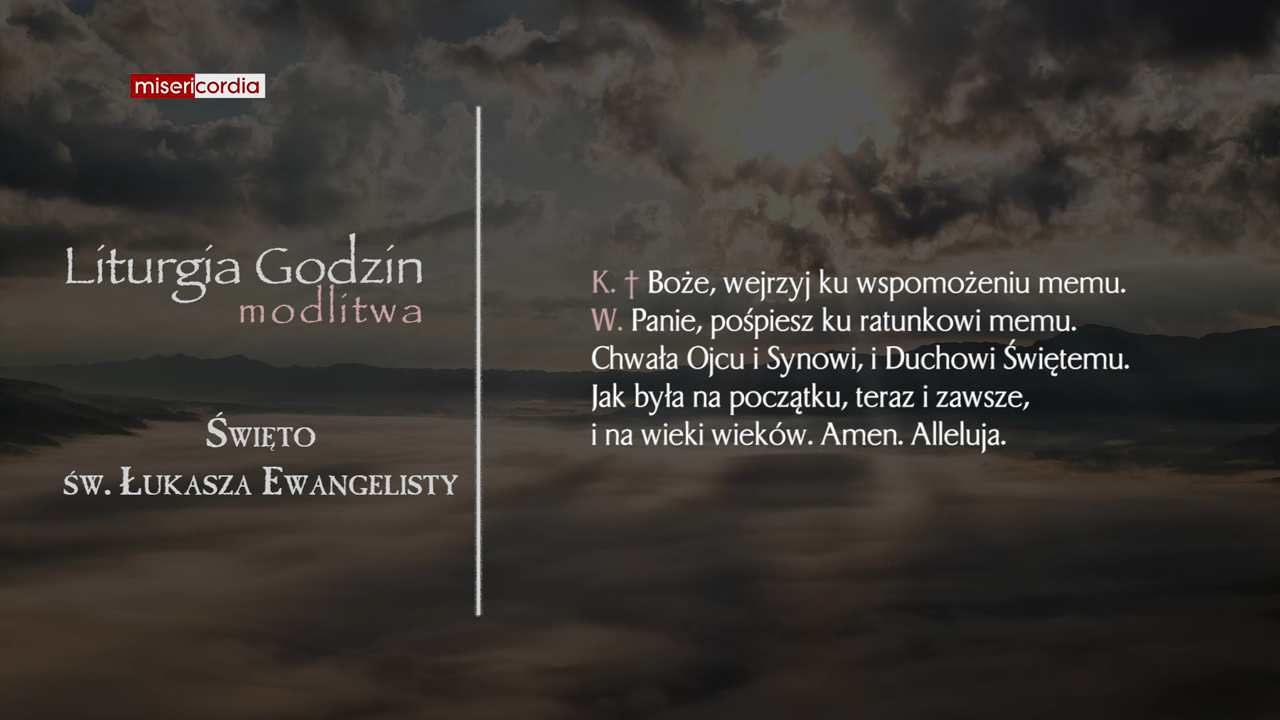 misericordia
Liturgia Godzin
modlitwa
Święto
św. Łukasza Ewangelisty
K. † Boże, wejrzyj ku wspomożeniu memu.
W. Panie, pośpiesz ku ratunkowi memu.
Chwała Ojcu i Synowi, i Duchowi Świętemu.
Jak była na początku, teraz i zawsze,
i na wieki wieków. Amen. Alleluja.